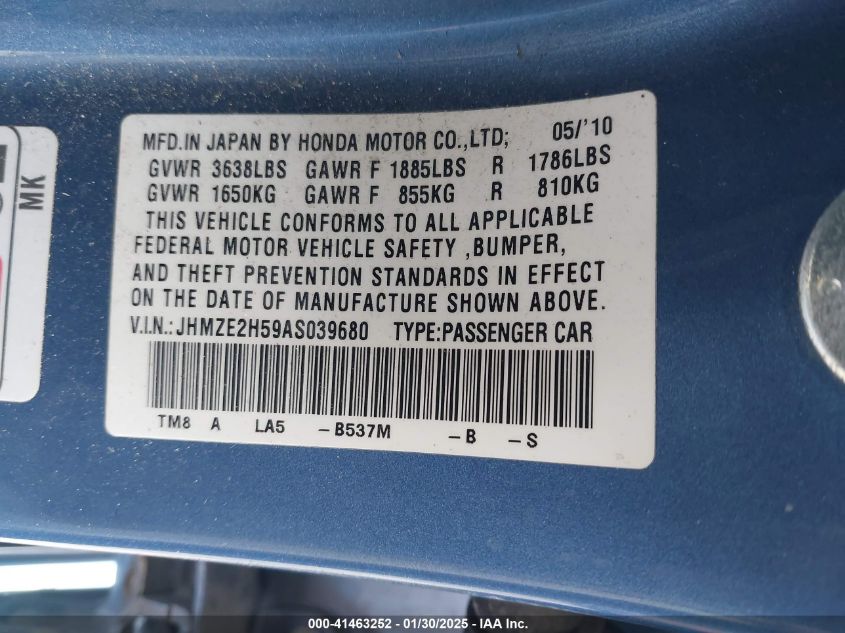 MFD.IN JAPAN BY HONDA MOTOR CO.,LTD; 05/'10
GVWR 3638LBS GAWR F 1885LBS R 1786LBS
GVWR 1650KG GAWR F 855KG R 810KG
THIS VEHICLE CONFORMS TO ALL APPLICABLE
FEDERAL MOTOR VEHICLE SAFETY ,BUMPER,
AND THEFT PREVENTION STANDARDS IN EFFECT
ON THE DATE OF MANUFACTURE SHOWN ABOVE.
V.I.N.:JHMZE2H59AS039680 TYPE:PASSENGER CAR
TM8 A LA5 -B537M -B -S
MK
000-41463252 - 01/30/2025 - IAA Inc.